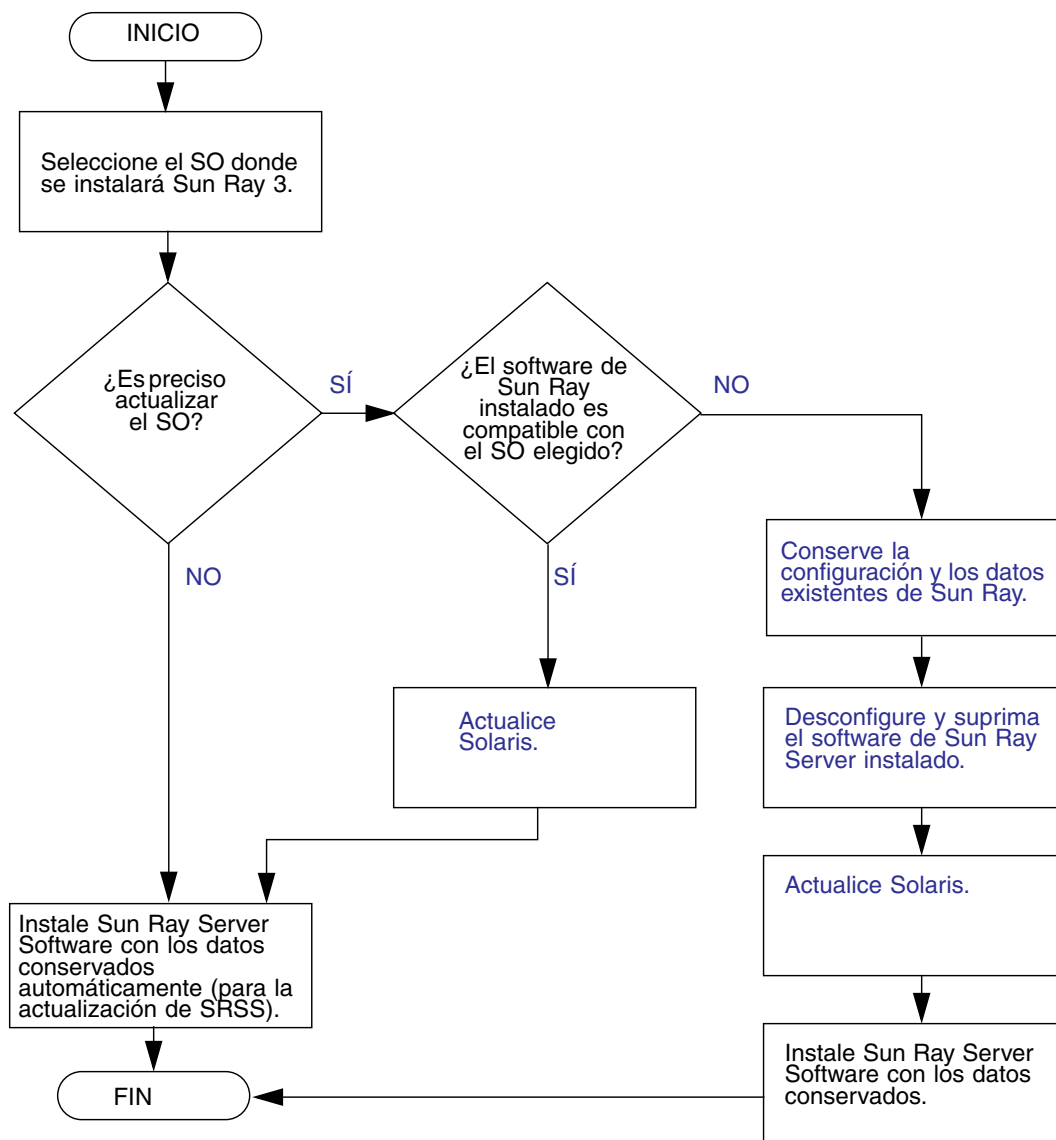 INICIO
Seleccione el SO donde
se instalará Sun Ray 3.
¿Es preciso
actualizar
el SO?
SÍ
¿El software de
Sun Ray
instalado es
compatible con
el SO elegido?
NO
NO
SÍ
Conserve la
configuración y los datos
existentes de Sun Ray.
Actualice
Solaris.
Desconfigure y suprima
el software de Sun Ray
Server instalado.
Actualice Solaris.
Instale Sun Ray Server
Software con los datos
conservados
automáticamente (para la
actualización de SRSS).
Instale Sun Ray Server
Software con los datos
conservados.
FIN